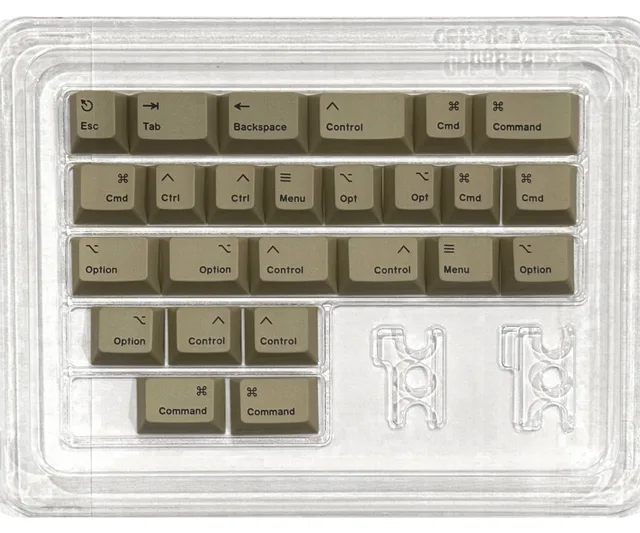 Esc Tab Backspace Control Cmd Command
Cmd Ctrl Ctrl Menu Opt Opt Cmd Cmd
Option Option Control Control Menu Option
Option Control Control
Command Command